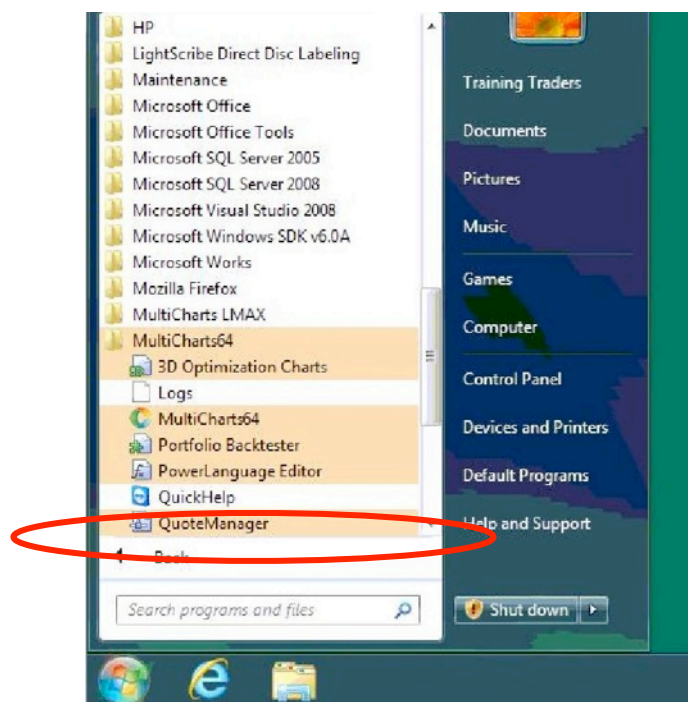 HP
LightScribe Direct Disc Labeling
Maintenance
Microsoft Office
Microsoft Office Tools
Microsoft SQL Server 2005
Microsoft SQL Server 2008
Microsoft Visual Studio 2008
Microsoft Windows SDK v6.0A
Microsoft Works
Mozilla Firefox
MultiCharts LMAX
MultiCharts64
3D Optimization Charts
Logs
MultiCharts64
Portfolio Backtester
PowerLanguage Editor
QuickHelp
QuoteManager
Back
Search programs and files
Training Traders
Documents
Pictures
Music
Games
Computer
Control Panel
Devices and Printers
Default Programs
Help and Support
Shut down